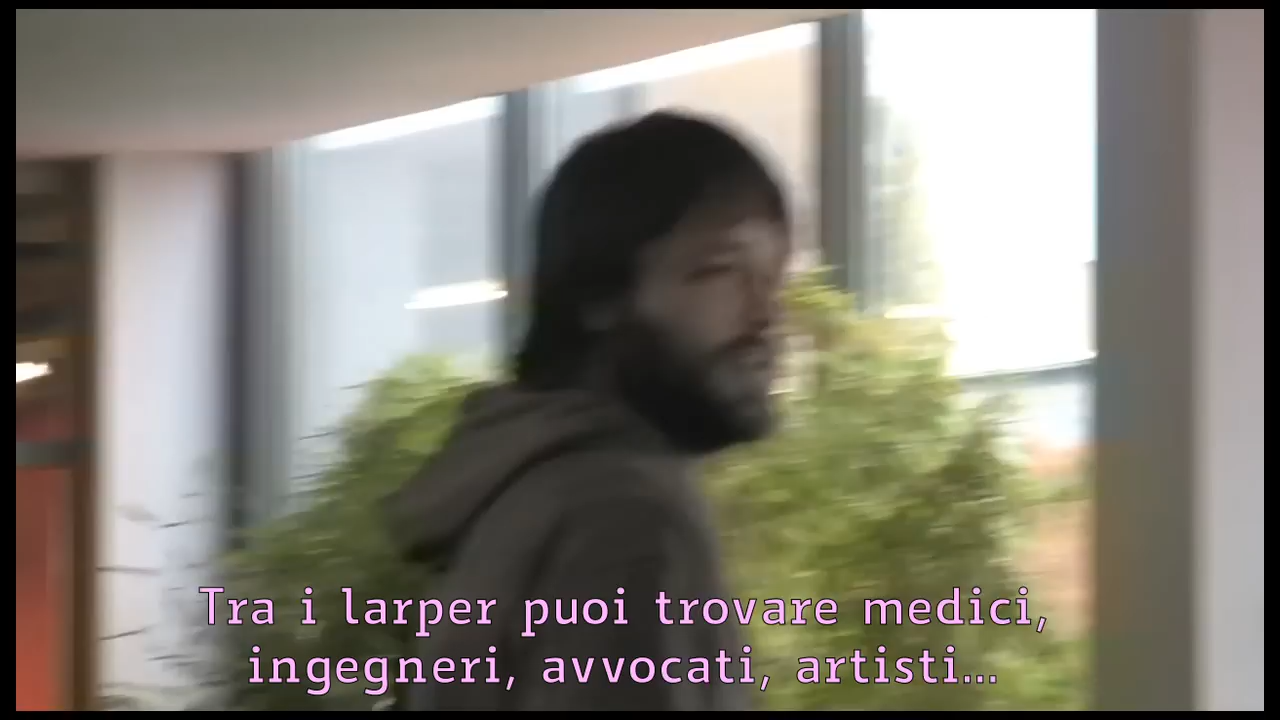 Tra i larper puoi trovare medici,
ingegneri, avvocati, artisti...